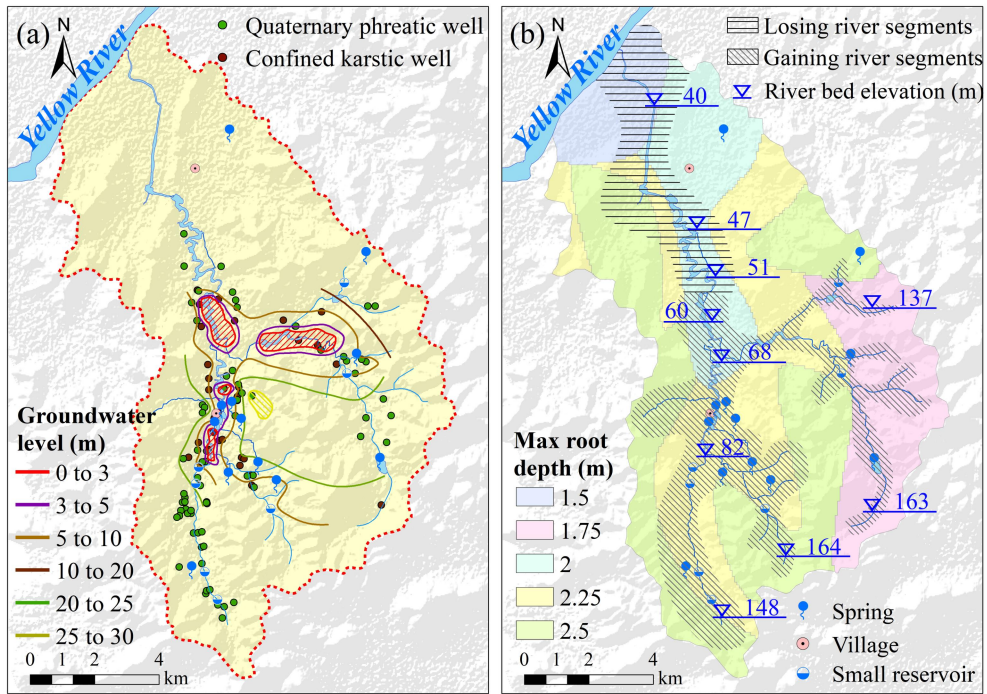 (a)
N
Yellow River
Quaternary phreatic well
Confined karstic well
Groundwater
level (m)
0 to 3
3 to 5
5 to 10
10 to 20
20 to 25
25 to 30
0 1 2 4
km
(b)
N
Yellow River
Losing river segments
Gaining river segments
River bed elevation (m)
40
47
51
60
137
68
82
163
164
148
Max root
depth (m)
1.5
1.75
2
2.25
2.5
Spring
Village
Small reservoir
0 1 2 4
km